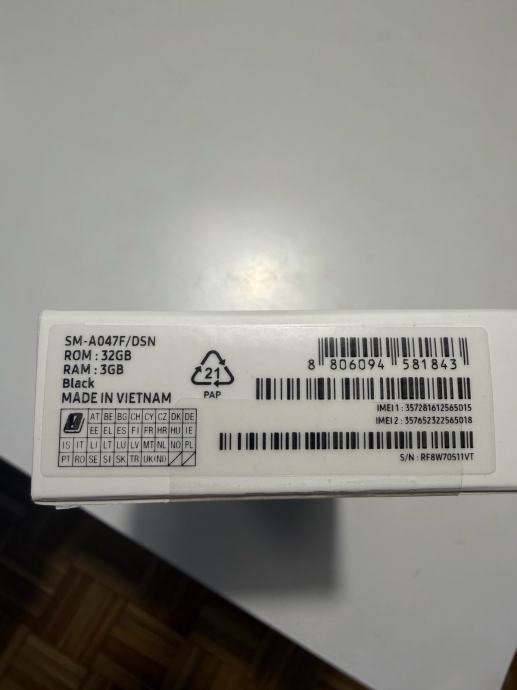 SM-A047F/DSN
ROM : 32GB
RAM : 3GB
Black
MADE IN VIETNAM
21
PAP
8 806094 581843
IMEI 1 : 357281612565015
IMEI 2 : 357652322565018
S/N : RF8W70511VT
AT BE BG CH CY CZ DK DE
EE EL ES FI FR HR HU IE
IS IT LI LT LU LV MT NL NO PL
PT RO SE SI SK TR UK(NI)